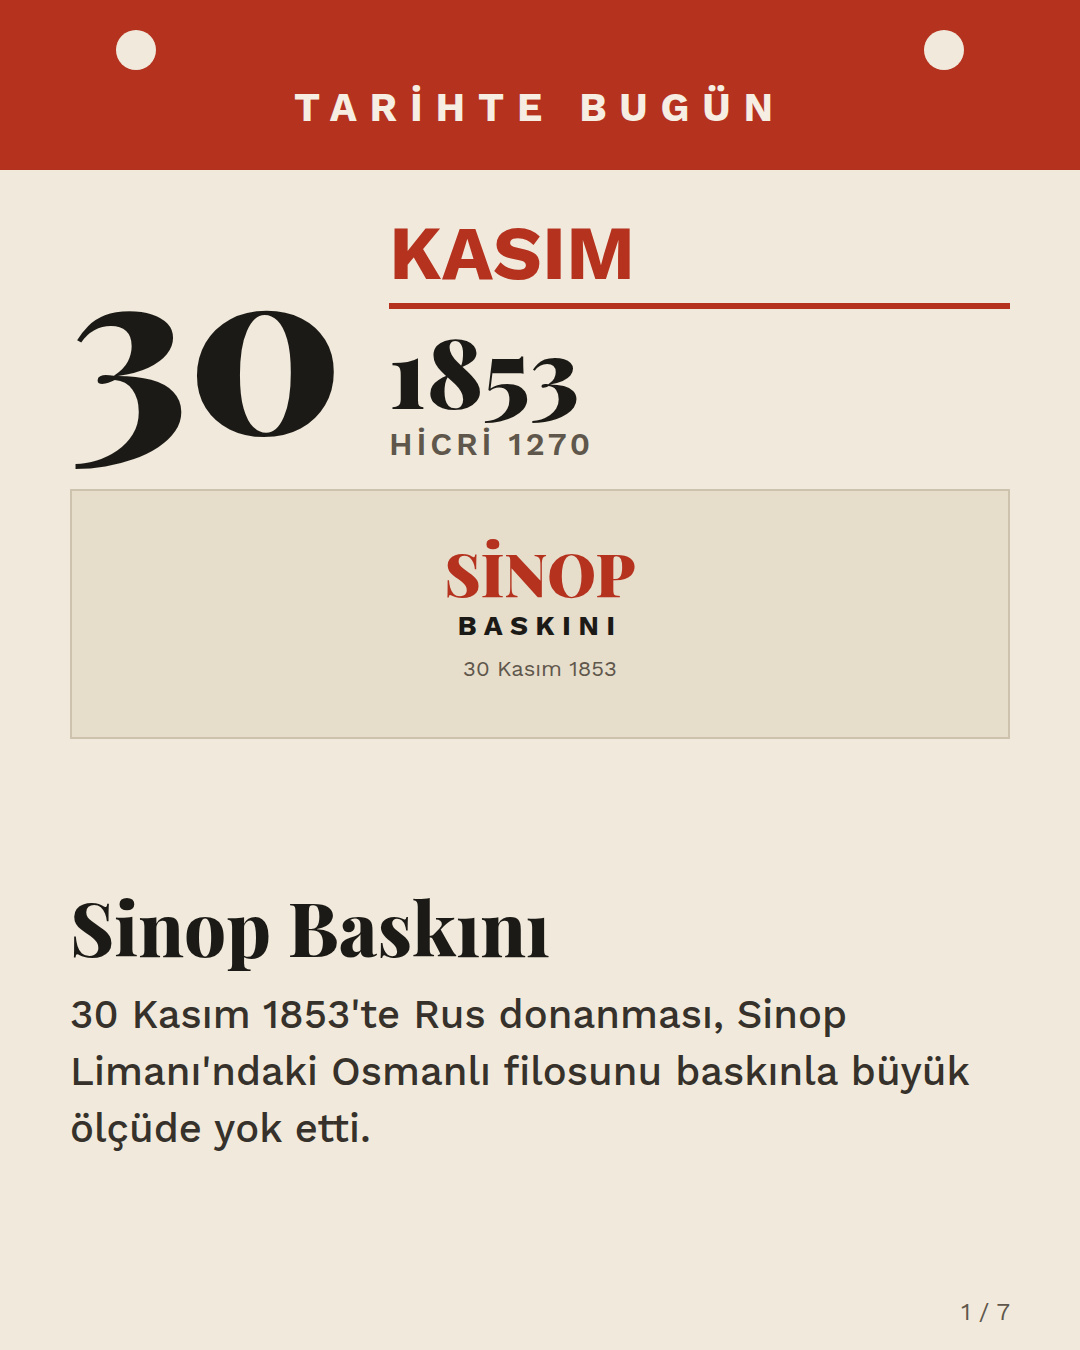 TARİHTE BUGÜN
30
KASIM
1853
HİCRİ 1270
SİNOP
BASKINI
30 Kasım 1853
Sinop Baskını
30 Kasım 1853'te Rus donanması, Sinop
Limanı'ndaki Osmanlı filosunu baskınla büyük
ölçüde yok etti.
1 / 7